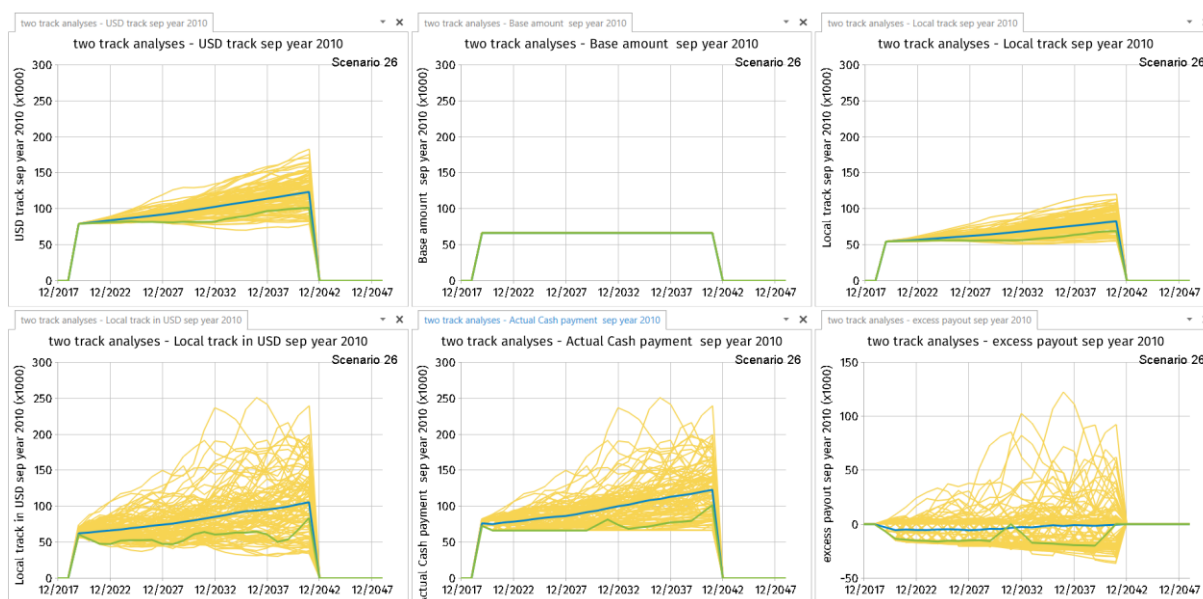 two track analyses - USD track sep year 2010
two track analyses - USD track sep year 2010
Scenario 26
USD track sep year 2010 (x1000)
300
250
200
150
100
50
0
12/2017 12/2022 12/2027 12/2032 12/2037 12/2042 12/2047
two track analyses - Base amount sep year 2010
two track analyses - Base amount sep year 2010
Scenario 26
Base amount sep year 2010 (x1000)
300
250
200
150
100
50
0
12/2017 12/2022 12/2027 12/2032 12/2037 12/2042 12/2047
two track analyses - Local track sep year 2010
two track analyses - Local track sep year 2010
Scenario 26
Local track sep year 2010 (x1000)
300
250
200
150
100
50
0
12/2017 12/2022 12/2027 12/2032 12/2037 12/2042 12/2047
two track analyses - Local track in USD sep year 2010
two track analyses - Local track in USD sep year 2010
Scenario 26
Local track in USD sep year 2010 (x1000)
300
250
200
150
100
50
0
12/2017 12/2022 12/2027 12/2032 12/2037 12/2042 12/2047
two track analyses - Actual Cash payment sep year 2010
two track analyses - Actual Cash payment sep year 2010
Scenario 26
Actual Cash payment sep year 2010 (x1000)
300
250
200
150
100
50
0
12/2017 12/2022 12/2027 12/2032 12/2037 12/2042 12/2047
two track analyses - excess payout sep year 2010
two track analyses - excess payout sep year 2010
Scenario 26
excess payout sep year 2010 (x1000)
150
100
50
0
-50
12/2017 12/2022 12/2027 12/2032 12/2037 12/2042 12/2047